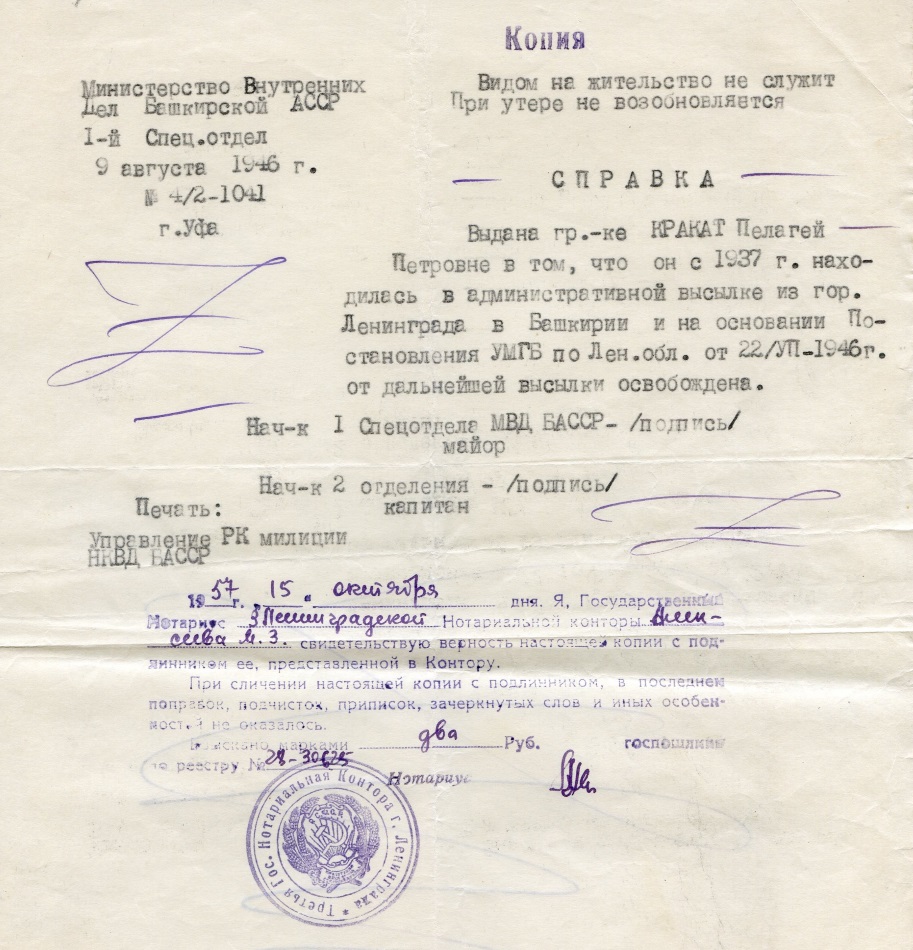 Копия
Министерство Внутренних
Дел Башкирской АССР
I-й Спец.отдел
9 августа 1946 г.
№ 4/2-1041
г.Уфа
Видом на жительство не служит
При утере не возобновляется
СПРАВКА
Выдана гр.-ке КРАКАТ Пелагей
Петровне в том, что он с 1937 г. нахо-
дилась в административной высылке из гор.
Ленинграда в Башкирии и на основании По-
становления УМГБ по Лен.обл. от 22/УП-1946г.
от дальнейшей высылки освобождена.
Нач-к I Спецотдела МВД БАССР- /подпись/
майор
Нач-к 2 отделения - /подпись/
капитан
Печать:
Управление РК милиции
НКВД БАССР
1957 г. „15" октября дня. Я, Государственный
Нотариус 3 Ленинградской Нотариальной конторы Алек-
сеева М. З. свидетельствую верность настоящей копии с под-
линником ее, представленной в Контору.
При сличении настоящей копии с подлинником, в последнем
поправок, подчисток, приписок, зачеркнутых слов и иных особен-
ностей не оказалось.
Взыскано марками два Руб. госпошлины
по реестру № 28-30625
Нотариус
Третья Гос. Нотариальная Контора г. Ленинграда *